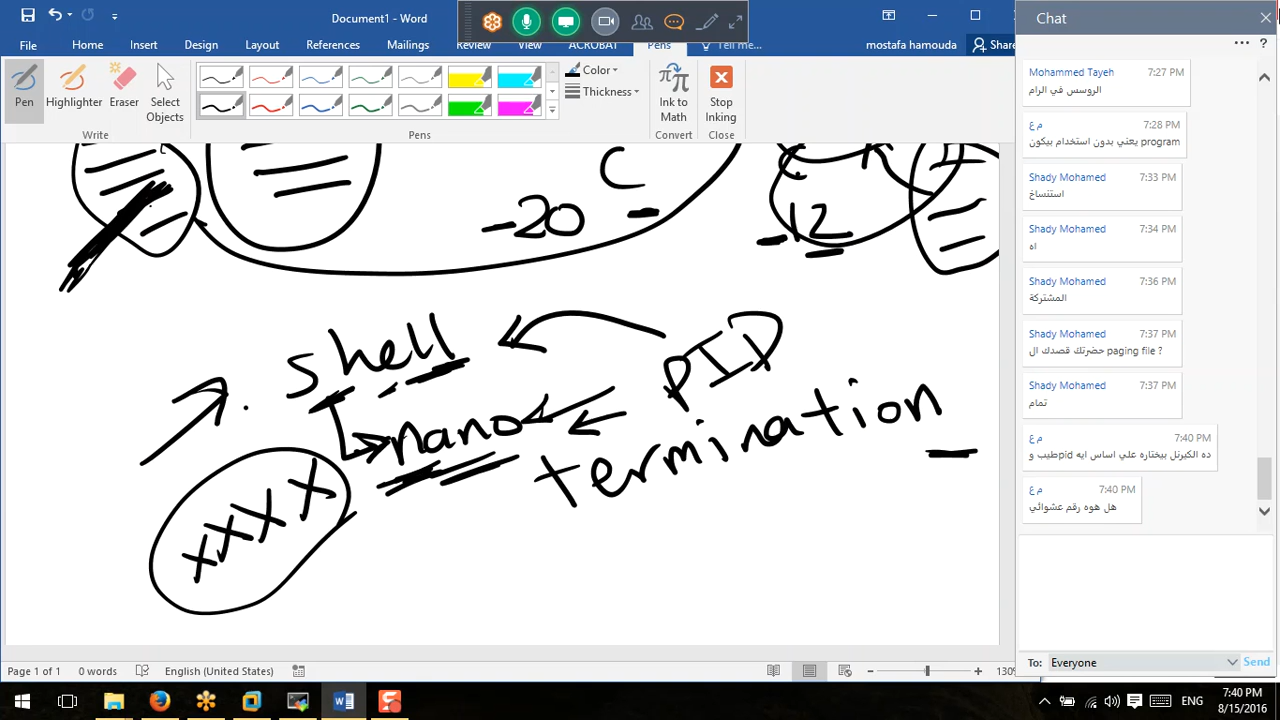 Document1 - Word
File
Home
Insert
Design
Layout
References
Mailings
Review
View
ACROBAT
Pens
Tell me...
mostafa hamouda
Share
Pen
Highlighter
Eraser
Select Objects
Color
Thickness
Ink to Math
Stop Inking
Write
Pens
Convert
Close
C
-20 -
-12
shell
PID
nano
termination
XXXX
Chat
Mohammed Tayeh 7:27 PM
الروسس في الرام
م ع 7:28 PM
program يعني بدون استخدام بيكون
Shady Mohamed 7:33 PM
استنساخ
Shady Mohamed 7:34 PM
اه
Shady Mohamed 7:36 PM
المشتركة
Shady Mohamed 7:37 PM
حضرتك قصدك ال paging file ?
Shady Mohamed 7:37 PM
تمام
م ع 7:40 PM
ده الكيرنل بيختاره علي اساس ايه pidطيب و
م ع 7:40 PM
هل هوه رقم عشوائي
To: Everyone Send
Page 1 of 1
0 words
English (United States)
130%
ENG
7:40 PM
8/15/2016